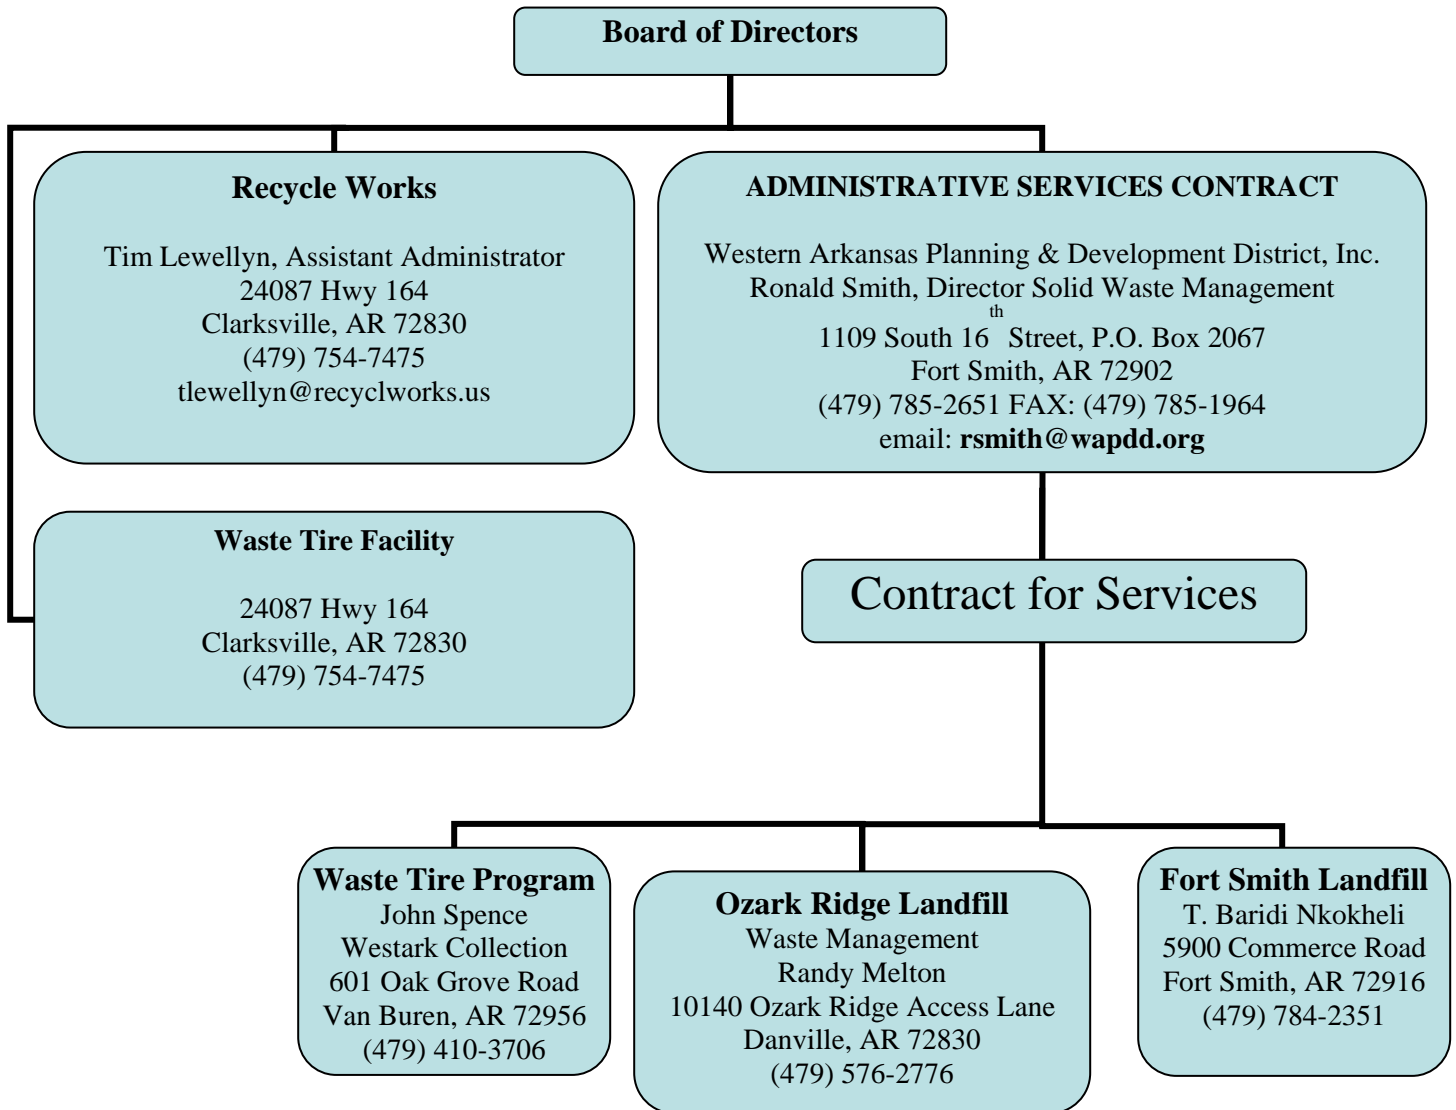 Board of Directors
Recycle Works
Tim Lewellyn, Assistant Administrator
24087 Hwy 164
Clarksville, AR 72830
(479) 754-7475
tlewellyn@recyclworks.us
ADMINISTRATIVE SERVICES CONTRACT
Western Arkansas Planning & Development District, Inc.
Ronald Smith, Director Solid Waste Management
1109 South 16th Street, P.O. Box 2067
Fort Smith, AR 72902
(479) 785-2651 FAX: (479) 785-1964
email: rsmith@wapdd.org
Waste Tire Facility
24087 Hwy 164
Clarksville, AR 72830
(479) 754-7475
Contract for Services
Waste Tire Program
John Spence
Westark Collection
601 Oak Grove Road
Van Buren, AR 72956
(479) 410-3706
Ozark Ridge Landfill
Waste Management
Randy Melton
10140 Ozark Ridge Access Lane
Danville, AR 72830
(479) 576-2776
Fort Smith Landfill
T. Baridi Nkokheli
5900 Commerce Road
Fort Smith, AR 72916
(479) 784-2351